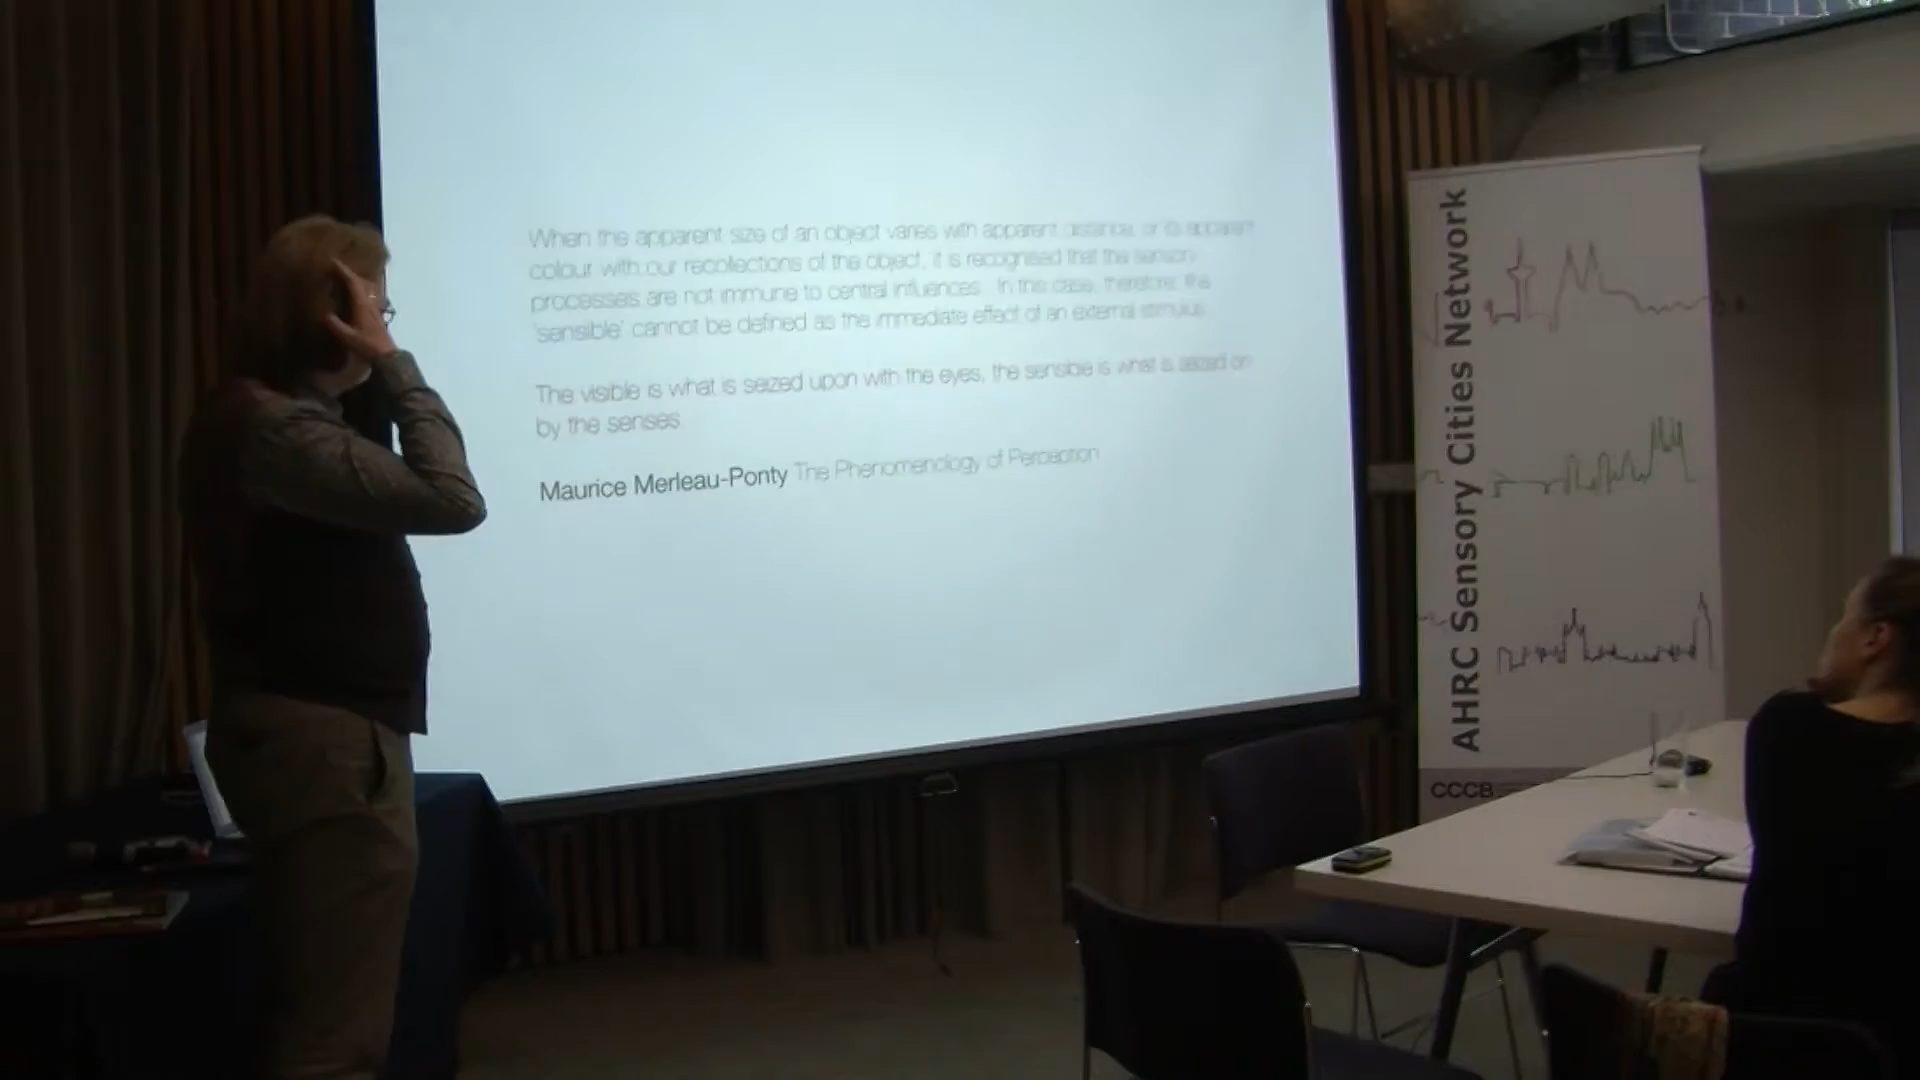 When the apparent size of an object varies with apparent distance, or its apparent
colour with our recollections of the object, it is recognised that the sensory
processes are not immune to central influences. In this case, therefore, the
'sensible' cannot be defined as the immediate effect of an external stimulus.
The visible is what is seized upon with the eyes, the sensible is what is seized on
by the senses.
Maurice Merleau-Ponty The Phenomenology of Perception
AHRC Sensory Cities Network
CCCB